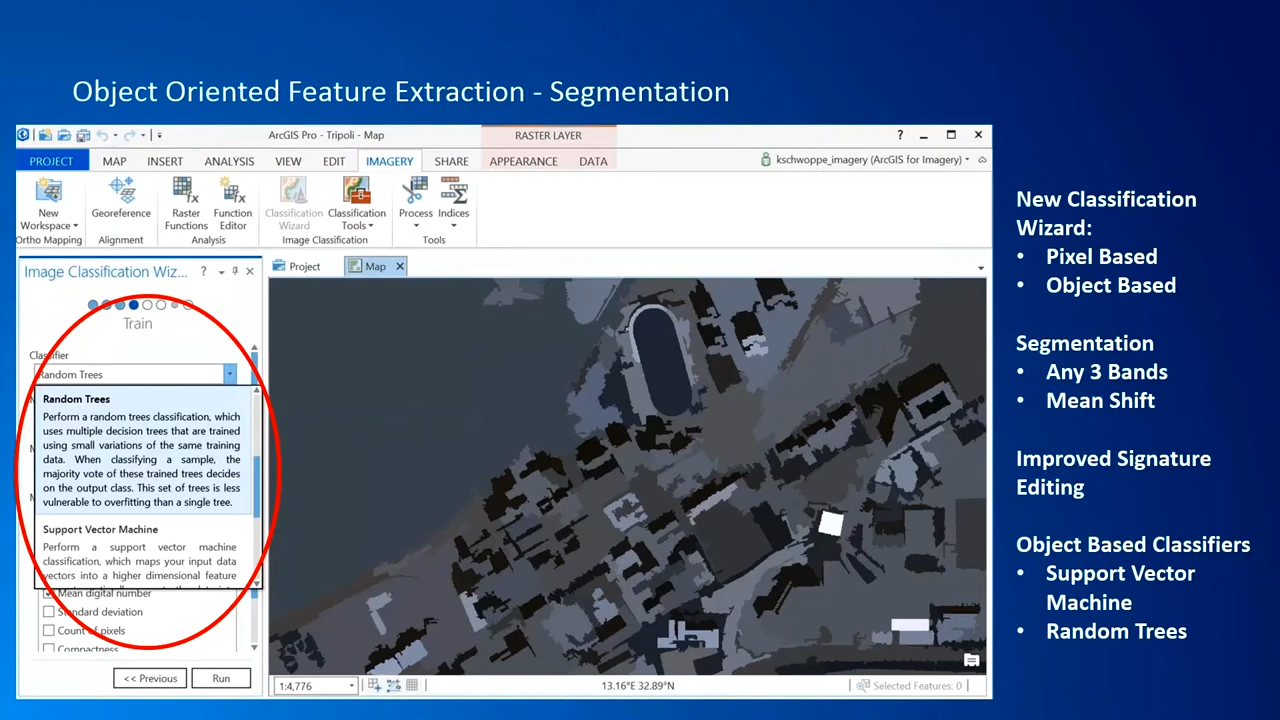 Object Oriented Feature Extraction - Segmentation
ArcGIS Pro - Tripoli - Map
RASTER LAYER
?
PROJECT
MAP
INSERT
ANALYSIS
VIEW
EDIT
IMAGERY
SHARE
APPEARANCE
DATA
kschwoppe_imagery (ArcGIS for Imagery)
New
Workspace
Ortho Mapping
Georeference
Alignment
Raster
Functions
Function
Editor
Analysis
Classification
Wizard
Classification
Tools
Image Classification
Process
Indices
Tools
Image Classification Wiz... ?
Project
Map
Train
Classifier
Random Trees
Random Trees
Perform a random trees classification, which
uses multiple decision trees that are trained
using small variations of the same training
data. When classifying a sample, the
majority vote of these trained trees decides
on the output class. This set of trees is less
vulnerable to overfitting than a single tree.
Support Vector Machine
Perform a support vector machine
classification, which maps your input data
vectors into a higher dimensional feature
Mean digital number
Standard deviation
Count of pixels
Compactness
<< Previous
Run
1:4,776
13.16°E 32.89°N
Selected Features: 0
New Classification
Wizard:
• Pixel Based
• Object Based
Segmentation
• Any 3 Bands
• Mean Shift
Improved Signature
Editing
Object Based Classifiers
• Support Vector
Machine
• Random Trees